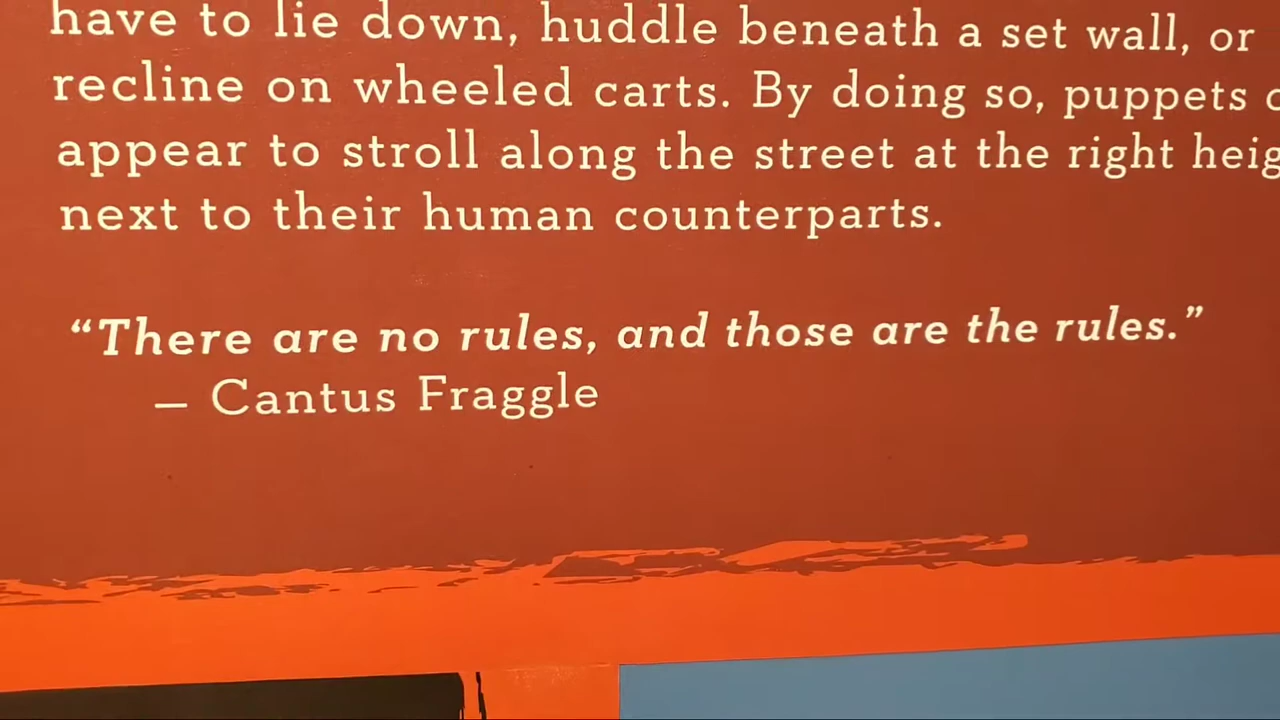 have to lie down, huddle beneath a set wall, or
recline on wheeled carts. By doing so, puppets
appear to stroll along the street at the right
next to their human counterparts.
“There are no rules, and those are the rules.”
— Cantus Fraggle